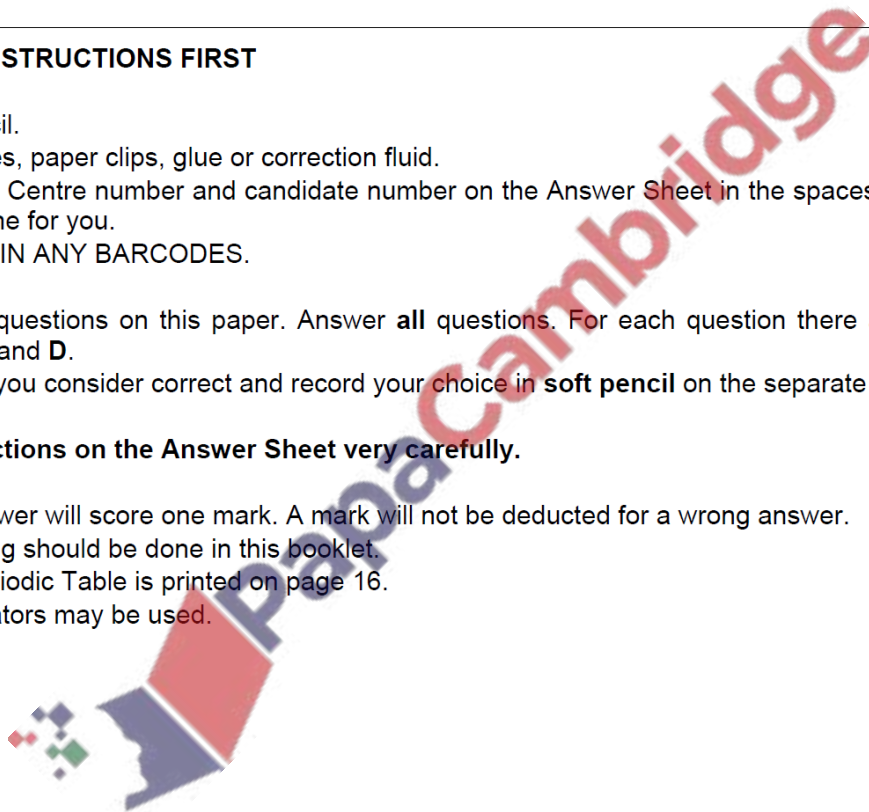 STRUCTIONS FIRST
il.
es, paper clips, glue or correction fluid.
Centre number and candidate number on the Answer Sheet in the spaces
ne for you.
IN ANY BARCODES.
questions on this paper. Answer all questions. For each question there
and D.
you consider correct and record your choice in soft pencil on the separate
ctions on the Answer Sheet very carefully.
wer will score one mark. A mark will not be deducted for a wrong answer.
g should be done in this booklet.
iodic Table is printed on page 16.
ators may be used.
PapaCambridge